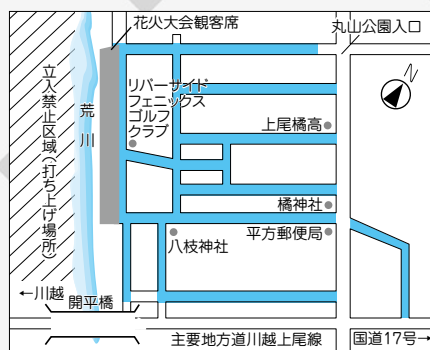 花火大会観客席
丸山公園入口
N
立入禁止区域(打ち上げ場所)
荒川
リバーサイド
フェニックス
ゴルフ
クラブ
上尾橘高
橘神社
平方郵便局
八枝神社
←川越
開平橋
主要地方道川越上尾線
国道17号→